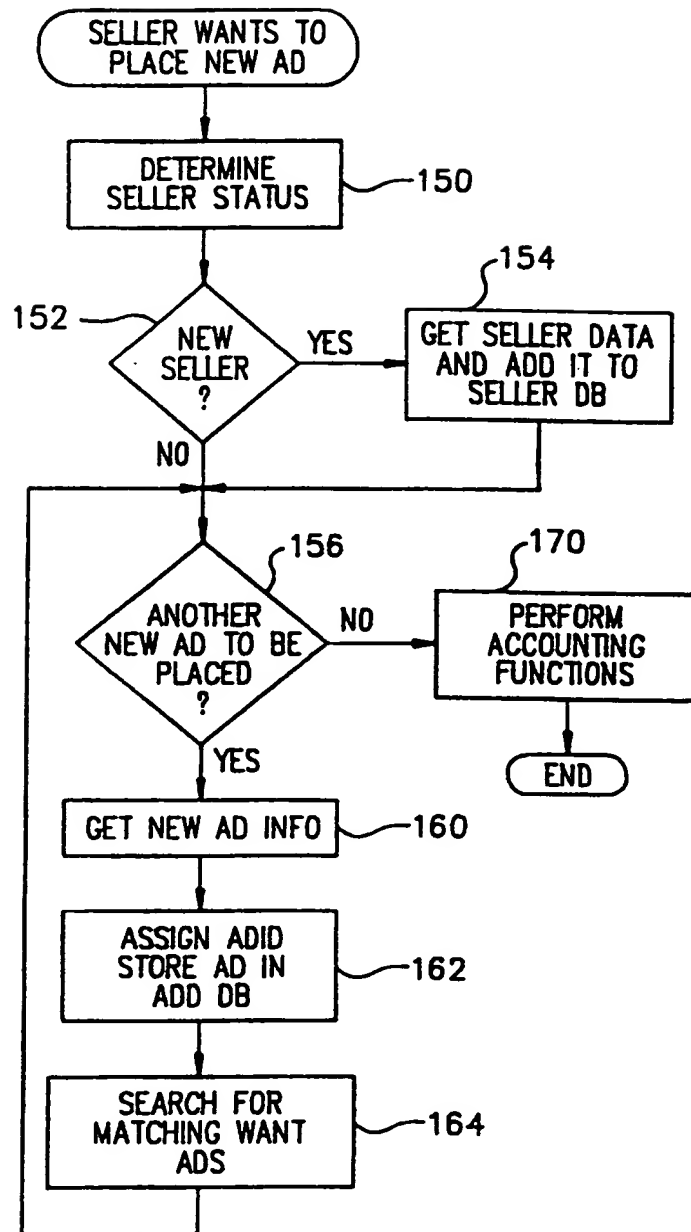 SELLER WANTS TO
PLACE NEW AD
DETERMINE
SELLER STATUS
150
152
NEW
SELLER
?
YES
154
GET SELLER DATA
AND ADD IT TO
SELLER DB
NO
156
ANOTHER
NEW AD TO BE
PLACED
?
NO
170
PERFORM
ACCOUNTING
FUNCTIONS
END
YES
GET NEW AD INFO
160
ASSIGN ADID
STORE AD IN
ADD DB
162
SEARCH FOR
MATCHING WANT
ADS
164